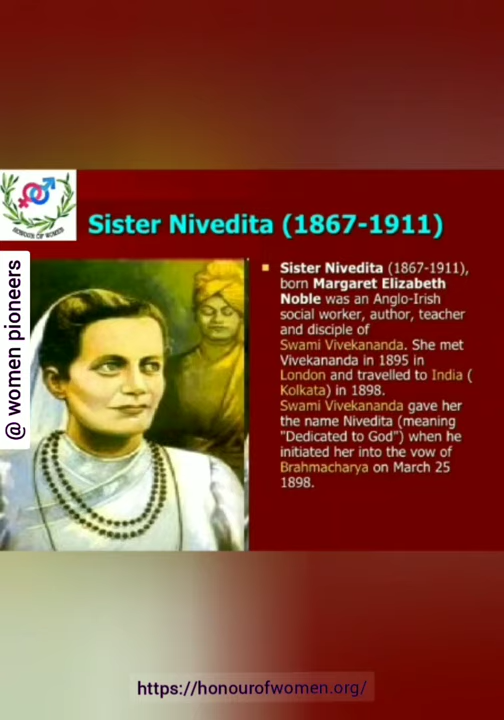 HONOUR OF WOMEN
Sister Nivedita (1867-1911)
@ women pioneers
Sister Nivedita (1867-1911),
born Margaret Elizabeth
Noble was an Anglo-Irish
social worker, author, teacher
and disciple of
Swami Vivekananda. She met
Vivekananda in 1895 in
London and travelled to India (
Kolkata) in 1898.
Swami Vivekananda gave her
the name Nivedita (meaning
"Dedicated to God") when he
initiated her into the vow of
Brahmacharya on March 25
1898.
https://honourofwomen.org/